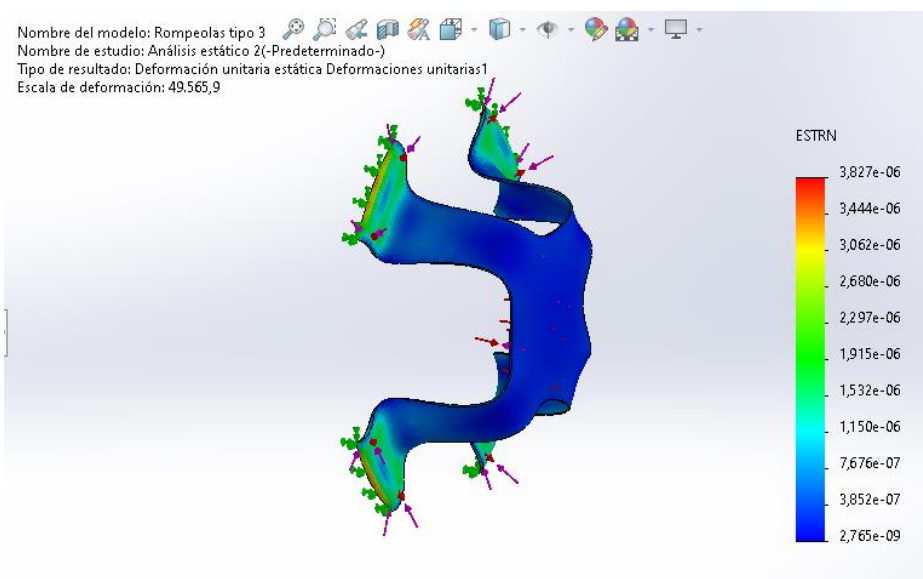 Nombre del modelo: Rompeolas tipo 3
Nombre de estudio: Análisis estático 2(-Predeterminado-)
Tipo de resultado: Deformación unitaria estática Deformaciones unitarias1
Escala de deformación: 49.565,9
ESTRN
3,827e-06
3,444e-06
3,062e-06
2,680e-06
2,297e-06
1,915e-06
1,532e-06
1,150e-06
7,676e-07
3,852e-07
2,765e-09